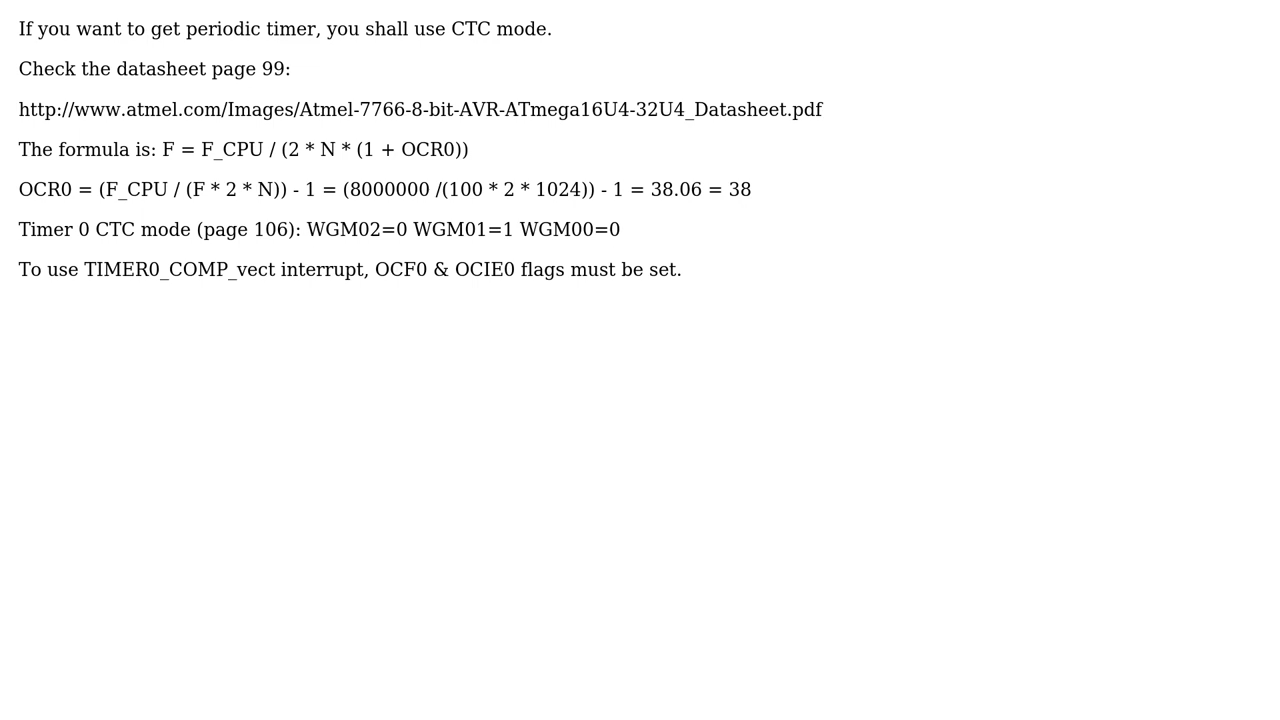 If you want to get periodic timer, you shall use CTC mode.
Check the datasheet page 99:
http://www.atmel.com/Images/Atmel-7766-8-bit-AVR-ATmega16U4-32U4_Datasheet.pdf
The formula is: F = F_CPU / (2 * N * (1 + OCR0))
OCR0 = (F_CPU / (F * 2 * N)) - 1 = (8000000 /(100 * 2 * 1024)) - 1 = 38.06 = 38
Timer 0 CTC mode (page 106): WGM02=0 WGM01=1 WGM00=0
To use TIMER0_COMP_vect interrupt, OCF0 & OCIE0 flags must be set.